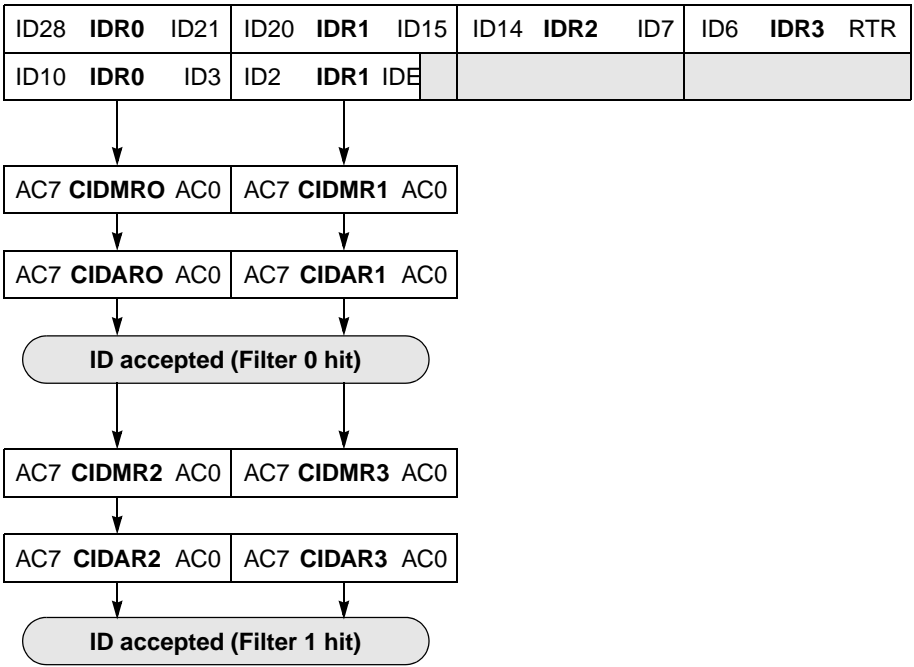 ID28 IDR0 ID21 ID20 IDR1 ID15 ID14 IDR2 ID7 ID6 IDR3 RTR
ID10 IDR0 ID3 ID2 IDR1 IDE
AC7 CIDMRO AC0 AC7 CIDMR1 AC0
AC7 CIDARO AC0 AC7 CIDAR1 AC0
ID accepted (Filter 0 hit)
AC7 CIDMR2 AC0 AC7 CIDMR3 AC0
AC7 CIDAR2 AC0 AC7 CIDAR3 AC0
ID accepted (Filter 1 hit)